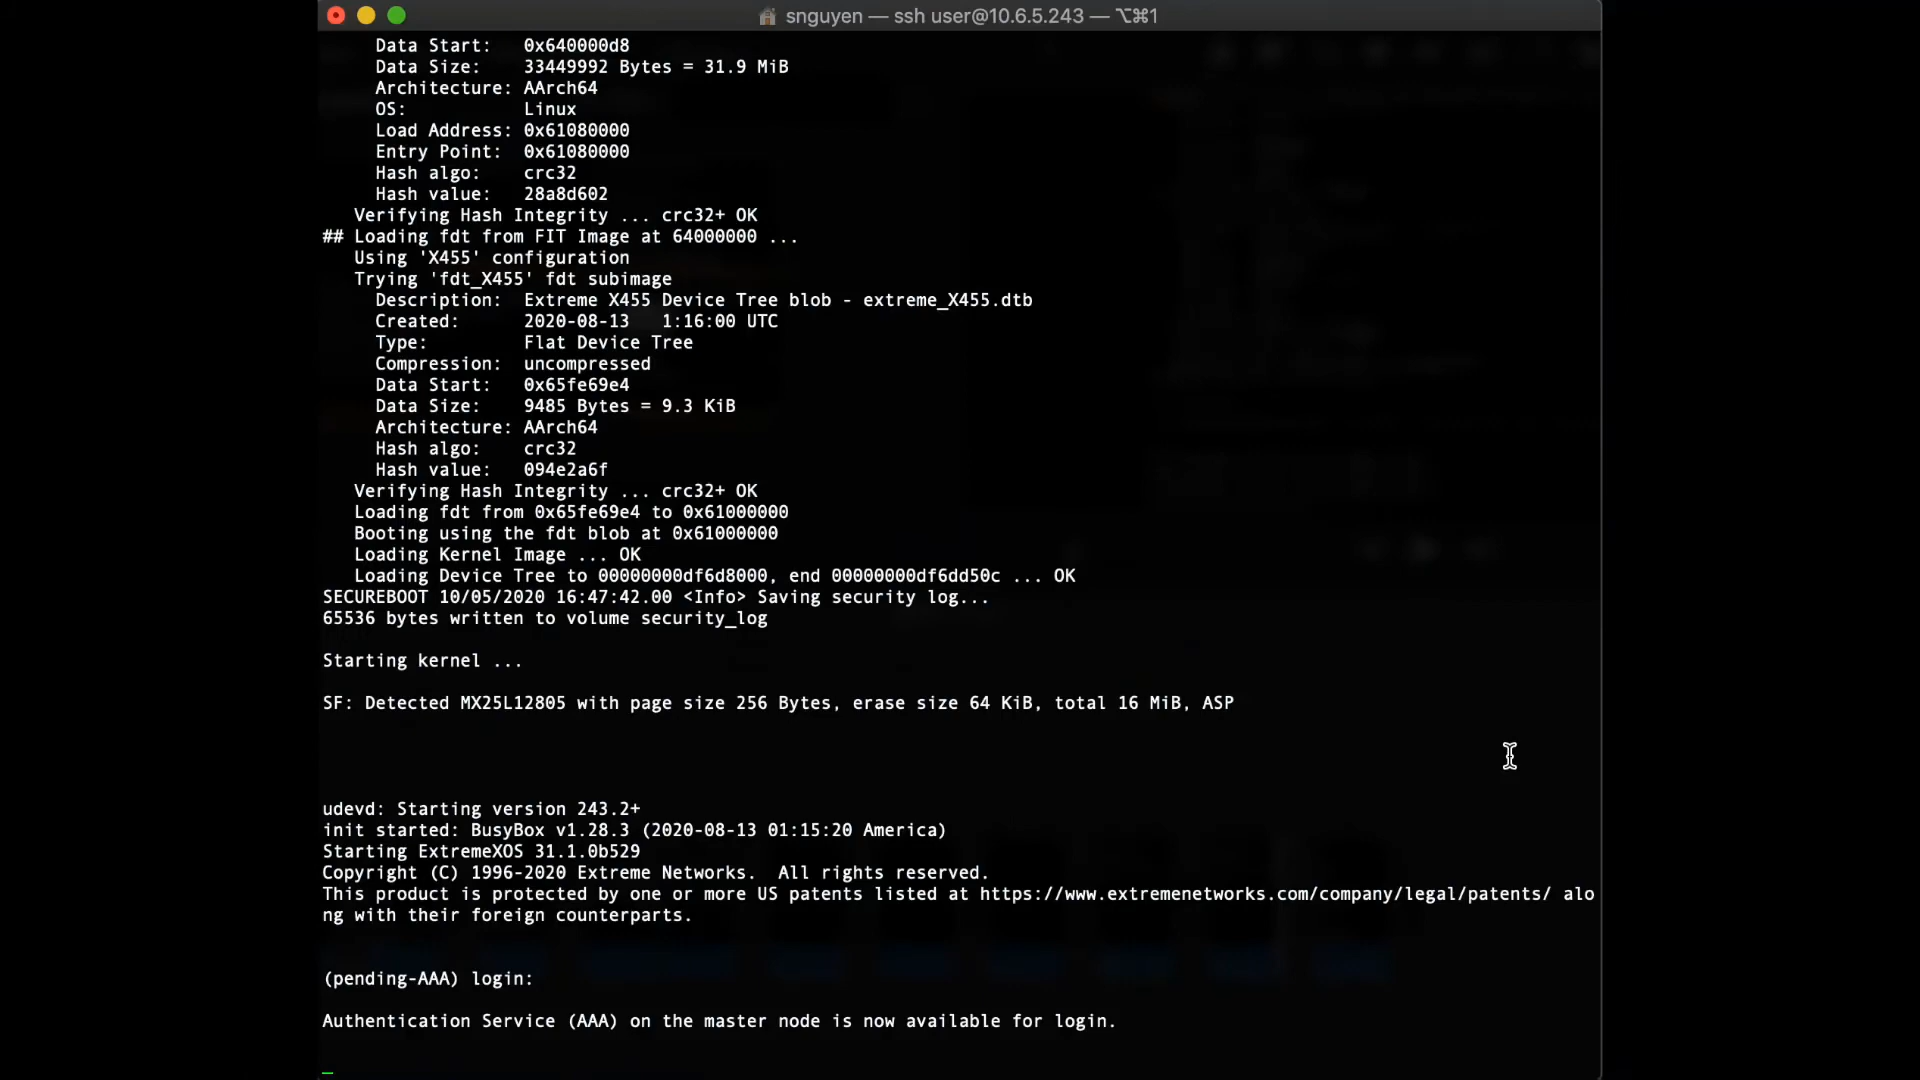 snguyen — ssh user@10.6.5.243 — ⌥⌘1
Data Start:   0x640000d8
Data Size:    33449992 Bytes = 31.9 MiB
Architecture: AArch64
OS:           Linux
Load Address: 0x61080000
Entry Point:  0x61080000
Hash algo:    crc32
Hash value:   28a8d602
Verifying Hash Integrity ... crc32+ OK
## Loading fdt from FIT Image at 64000000 ...
Using 'X455' configuration
Trying 'fdt_X455' fdt subimage
Description:  Extreme X455 Device Tree blob - extreme_X455.dtb
Created:      2020-08-13   1:16:00 UTC
Type:         Flat Device Tree
Compression:  uncompressed
Data Start:   0x65fe69e4
Data Size:    9485 Bytes = 9.3 KiB
Architecture: AArch64
Hash algo:    crc32
Hash value:   094e2a6f
Verifying Hash Integrity ... crc32+ OK
Loading fdt from 0x65fe69e4 to 0x61000000
Booting using the fdt blob at 0x61000000
Loading Kernel Image ... OK
Loading Device Tree to 00000000df6d8000, end 00000000df6dd50c ... OK
SECUREBOOT 10/05/2020 16:47:42.00 <Info> Saving security log...
65536 bytes written to volume security_log
Starting kernel ...
SF: Detected MX25L12805 with page size 256 Bytes, erase size 64 KiB, total 16 MiB, ASP
udevd: Starting version 243.2+
init started: BusyBox v1.28.3 (2020-08-13 01:15:20 America)
Starting ExtremeXOS 31.1.0b529
Copyright (C) 1996-2020 Extreme Networks.  All rights reserved.
This product is protected by one or more US patents listed at https://www.extremenetworks.com/company/legal/patents/ alo
ng with their foreign counterparts.
(pending-AAA) login:
Authentication Service (AAA) on the master node is now available for login.